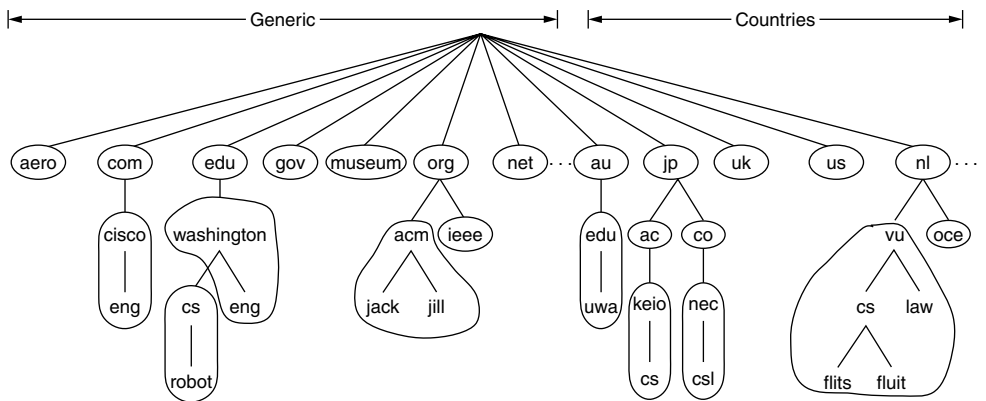 Generic Countries
aero com edu gov museum org net ... au jp uk us nl ...
cisco washington acm ieee edu ac co vu oce
eng cs eng jack jill uwa keio nec cs law
robot cs csl flits fluit